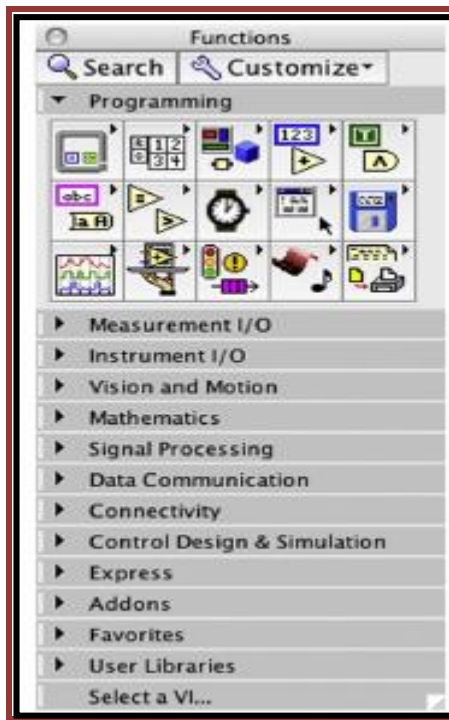 Functions
Search Customize
Programming
123
abc
Measurement I/O
Instrument I/O
Vision and Motion
Mathematics
Signal Processing
Data Communication
Connectivity
Control Design & Simulation
Express
Addons
Favorites
User Libraries
Select a VI...